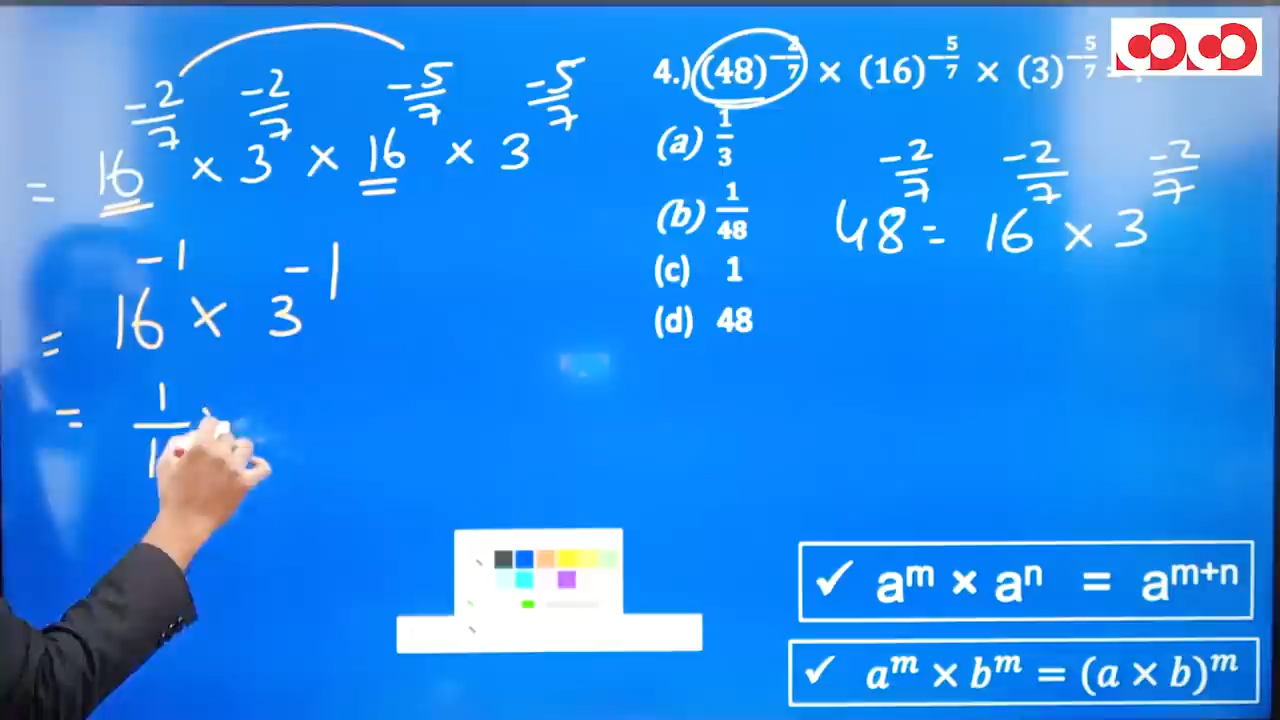 = 16^{-2/7} × 3^{-2/7} × 16^{-5/7} × 3^{-5/7}
= 16^{-1} × 3^{-1}
= 1/1
4.) (48)^{-2/7} × (16)^{-5/7} × (3)^{-5/7}
(a) 1/3
(b) 1/48
(c) 1
(d) 48
48^{-2/7} = 16^{-2/7} × 3^{-2/7}
✓ a^m × a^n = a^{m+n}
✓ a^m × b^m = (a × b)^m